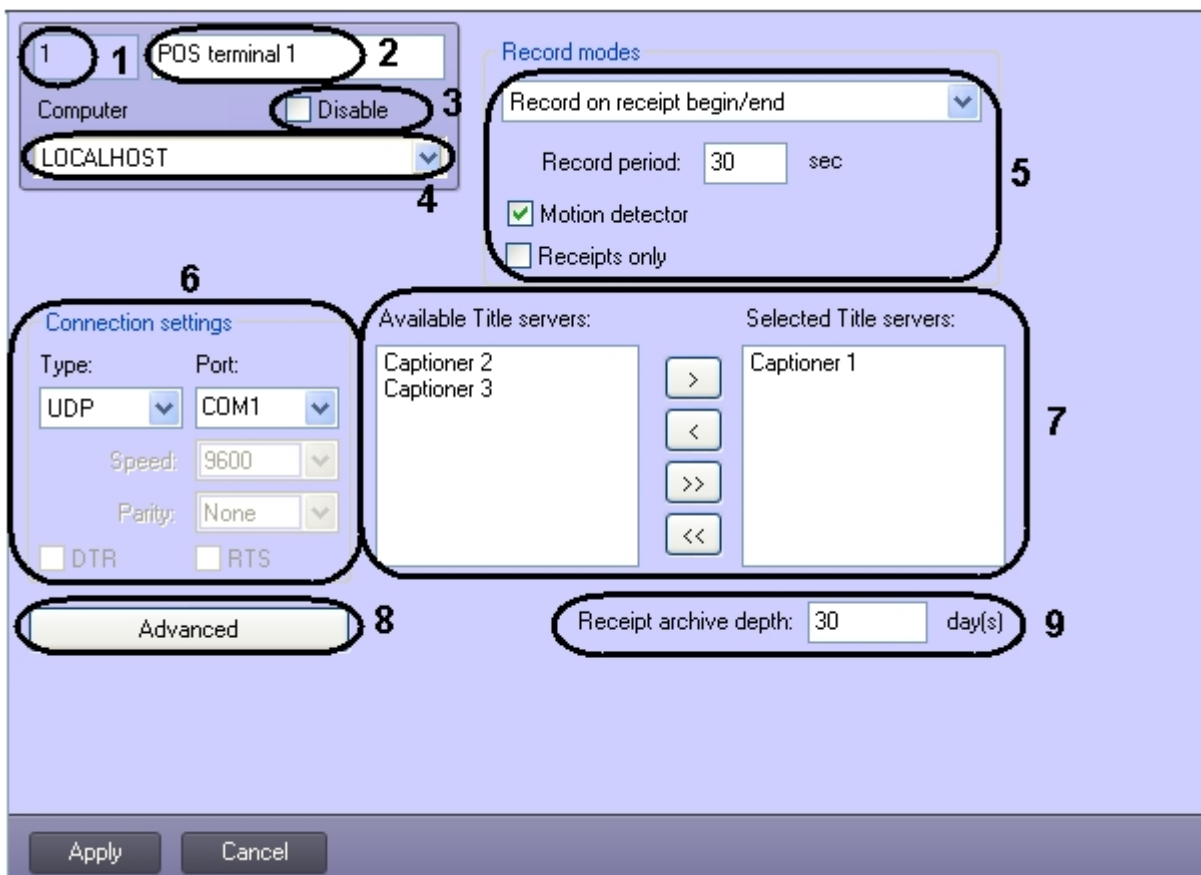 1 1 POS terminal 1 2
Computer Disable 3
LOCALHOST
4
Record modes
Record on receipt begin/end
Record period: 30 sec
5
Motion detector
Receipts only
6
Connection settings
Type: Port:
UDP COM1
Speed: 9600
Parity: None
DTR RTS
Available Title servers: Selected Title servers:
Captioner 2 Captioner 1
Captioner 3
>
<
>>
<<
7
Advanced 8
Receipt archive depth: 30 day(s) 9
Apply Cancel